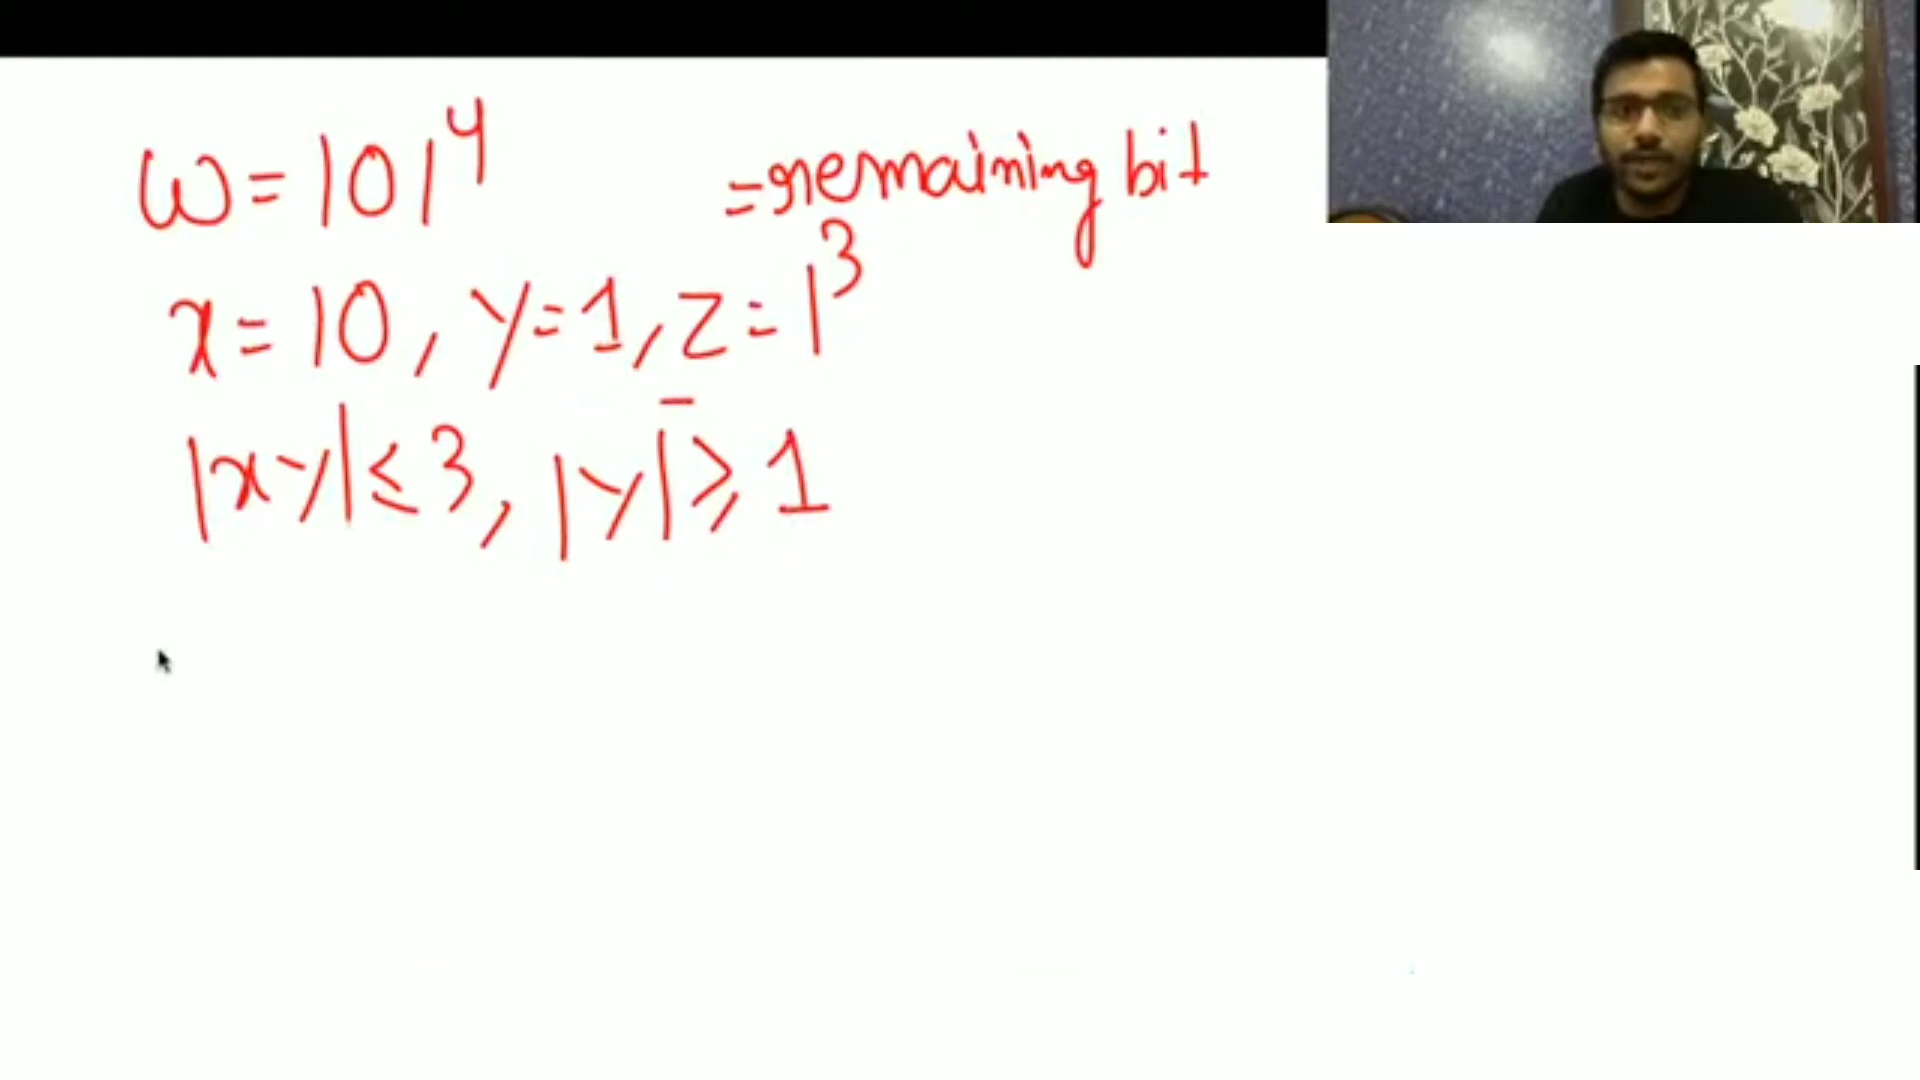 ω = 101⁴
= remaining bit
x = 10, y = 1, z = 1³
|xy| ≤ 3, |y| ≥ 1